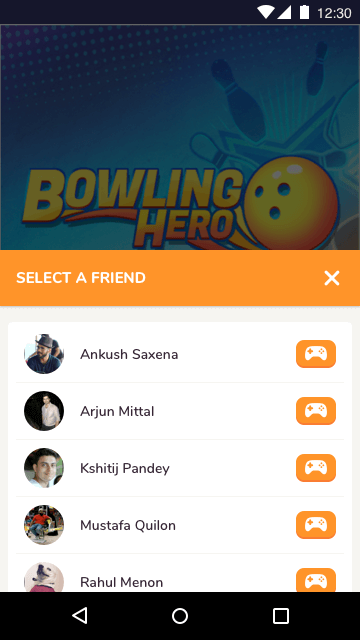 12:30
BOWLING
HERO
SELECT A FRIEND
Ankush Saxena
Arjun Mittal
Kshitij Pandey
Mustafa Quilon
Rahul Menon